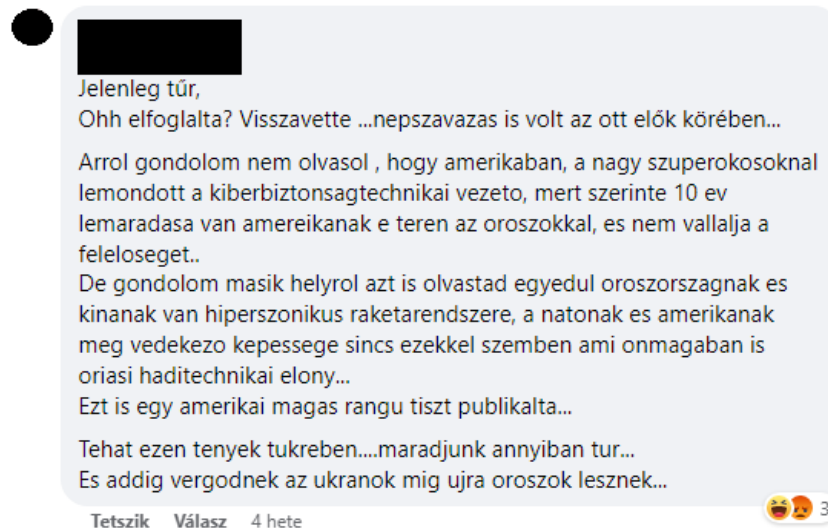 Jelenleg tűr,
Ohh elfoglalta? Visszavette ...nepszavazas is volt az ott elők körében...
Arrol gondolom nem olvasol , hogy amerikaban, a nagy szuperokosoknal
lemondott a kiberbiztonsagtechnikai vezeto, mert szerinte 10 ev
lemaradasa van amereikanak e teren az oroszokkal, es nem vallalja a
feleloseget..
De gondolom masik helyrol azt is olvastad egyedul oroszorszagnak es
kinanak van hiperszonikus raketarendszere, a natonak es amerikanak
meg vedekezo kepessege sincs ezekkel szemben ami onmagaban is
oriasi haditechnikai elony...
Ezt is egy amerikai magas rangu tiszt publikalta...
Tehat ezen tenyek tukreben....maradjunk annyiban tur...
Es addig vergodnek az ukranok mig ujra oroszok lesznek...
Tetszik Válasz 4 hete
3